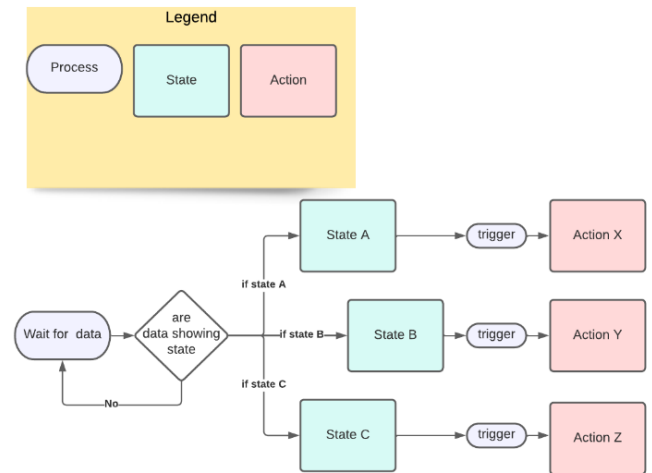 Legend
Process
State
Action
State A
trigger
Action X
if state A
Wait for data
are
data showing
state
if state B
State B
trigger
Action Y
if state C
No
State C
trigger
Action Z